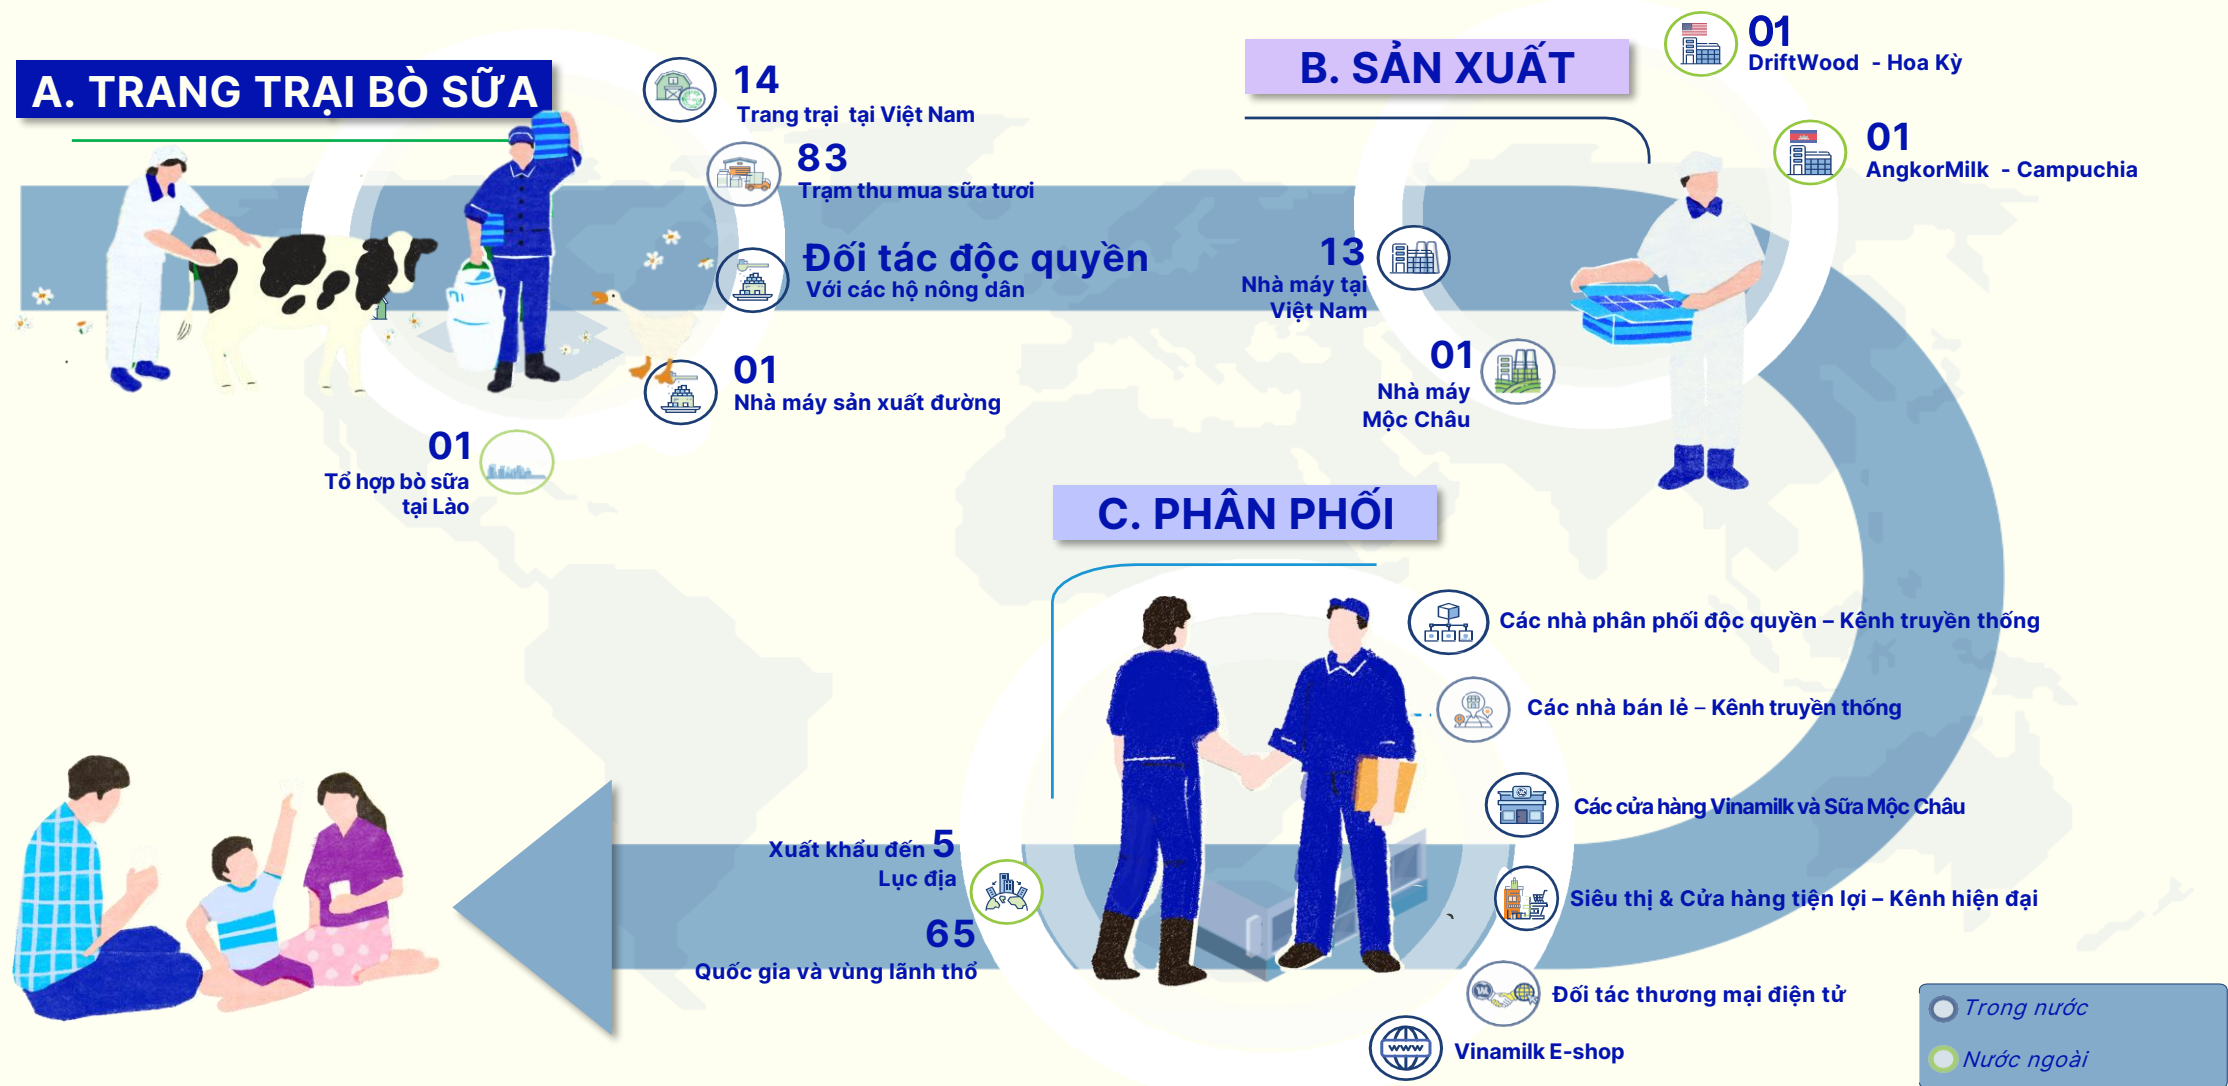 A. TRANG TRẠI BÒ SỮA
14
Trang trại tại Việt Nam
83
Trạm thu mua sữa tươi
Đối tác độc quyền
Với các hộ nông dân
01
Nhà máy sản xuất đường
01
Tổ hợp bò sữa
tại Lào
B. SẢN XUẤT
01
DriftWood - Hoa Kỳ
01
AngkorMilk - Campuchia
13
Nhà máy tại
Việt Nam
01
Nhà máy
Mộc Châu
C. PHÂN PHỐI
Các nhà phân phối độc quyền – Kênh truyền thống
Các nhà bán lẻ – Kênh truyền thống
Các cửa hàng Vinamilk và Sữa Mộc Châu
Siêu thị & Cửa hàng tiện lợi – Kênh hiện đại
Đối tác thương mại điện tử
www
Vinamilk E-shop
Xuất khẩu đến 5
Lục địa
65
Quốc gia và vùng lãnh thổ
Trong nước
Nước ngoài